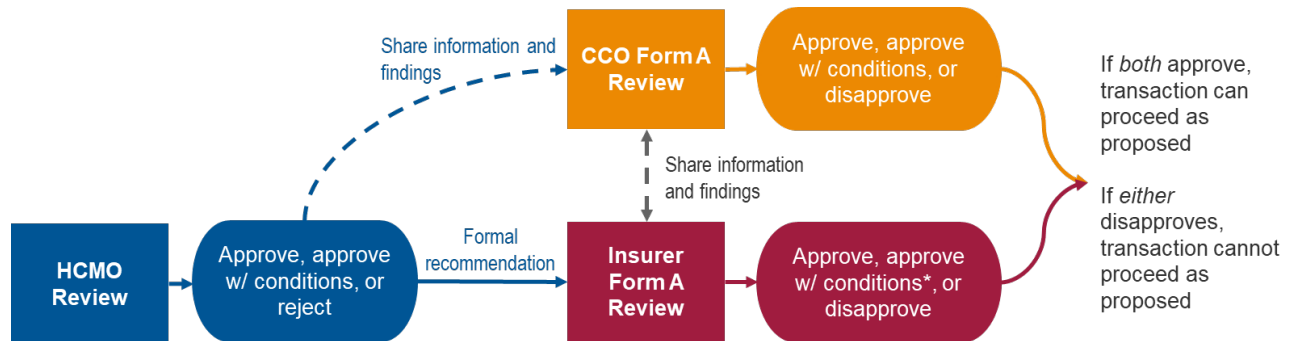 HCMO
Review
Approve, approve
w/ conditions, or
reject
Share information and
findings
Formal
recommendation
CCO Form A
Review
Share information
and findings
Insurer
Form A
Review
Approve, approve
w/ conditions, or
disapprove
Approve, approve
w/ conditions*, or
disapprove
If both approve,
transaction can
proceed as
proposed
If either
disapproves,
transaction cannot
proceed as
proposed